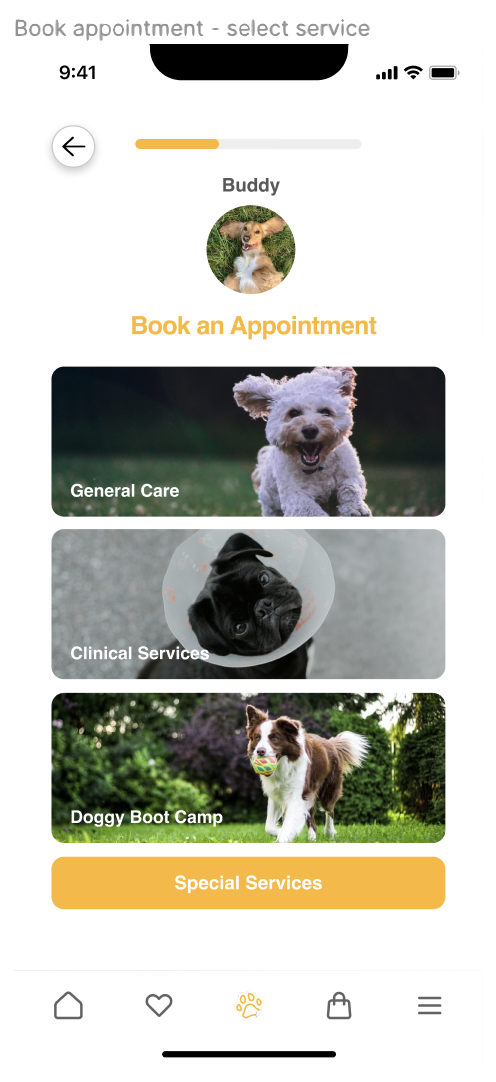 Book appointment - select service
9:41
Buddy
Book an Appointment
General Care
Clinical Services
Doggy Boot Camp
Special Services